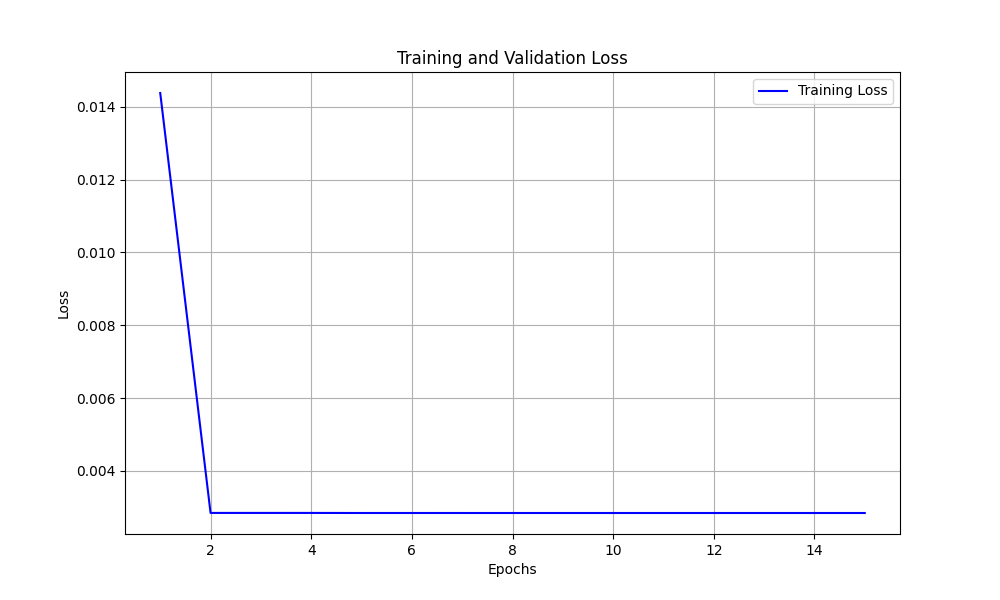 Training and Validation Loss
Training Loss
0.014
0.012
0.010
0.008
0.006
0.004
Loss
2 4 6 8 10 12 14
Epochs